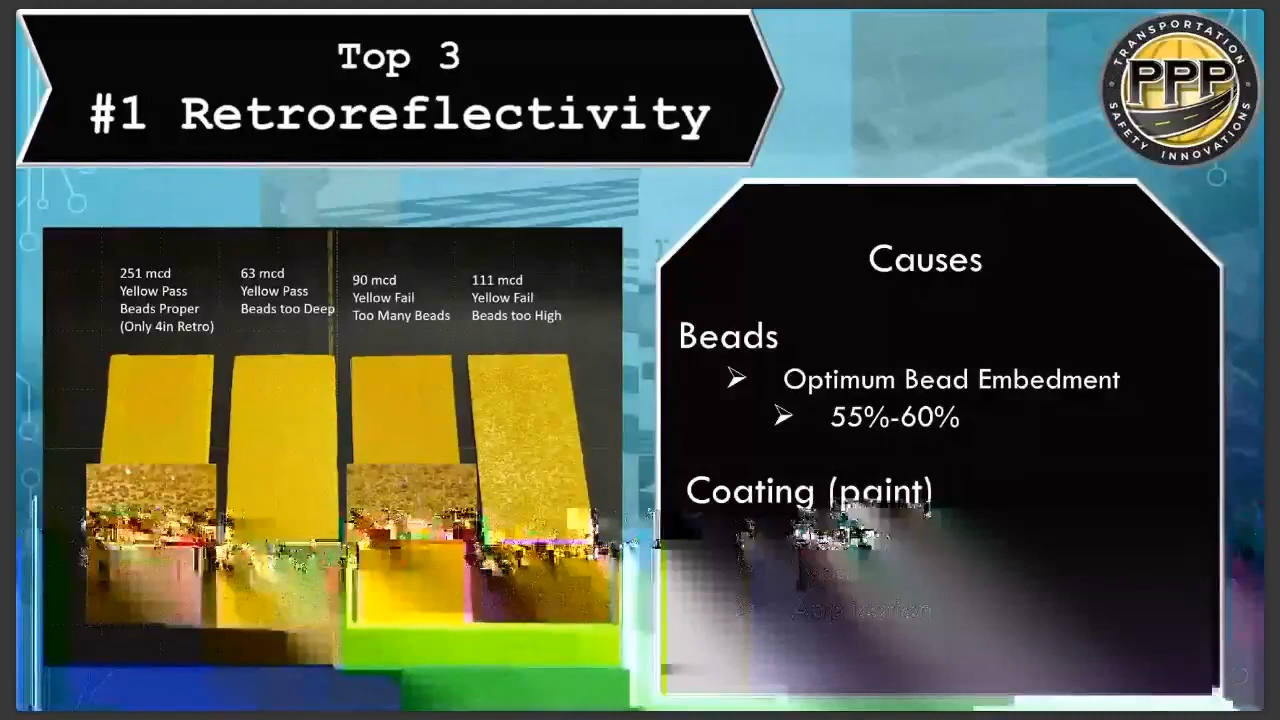 Top 3
#1 Retroreflectivity
TRANSPORTATION
PPP
SAFETY INNOVATIONS
251 mcd
Yellow Pass
Beads Proper
(Only 4in Retro)
63 mcd
Yellow Pass
Beads too Deep
90 mcd
Yellow Fail
Too Many Beads
111 mcd
Yellow Fail
Beads too High
Causes
Beads
➢ Optimum Bead Embedment
➢ 55%-60%
Coating (paint)